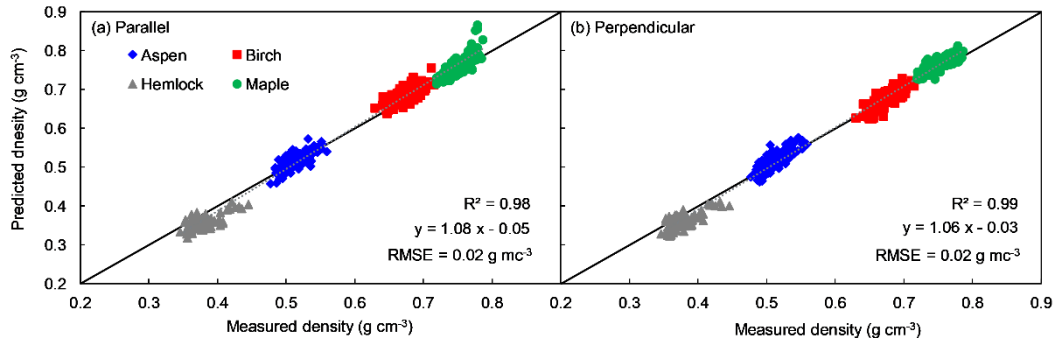 (a) Parallel
Aspen
Birch
Hemlock
Maple
R² = 0.98
y = 1.08 x - 0.05
RMSE = 0.02 g mc⁻³
Predicted dnesity (g cm⁻³)
0.9
0.8
0.7
0.6
0.5
0.4
0.3
0.2
0.2 0.3 0.4 0.5 0.6 0.7 0.8
Measured density (g cm⁻³)
(b) Perpendicular
R² = 0.99
y = 1.06 x - 0.03
RMSE = 0.02 g mc⁻³
0.2 0.3 0.4 0.5 0.6 0.7 0.8 0.9
Measured density (g cm⁻³)